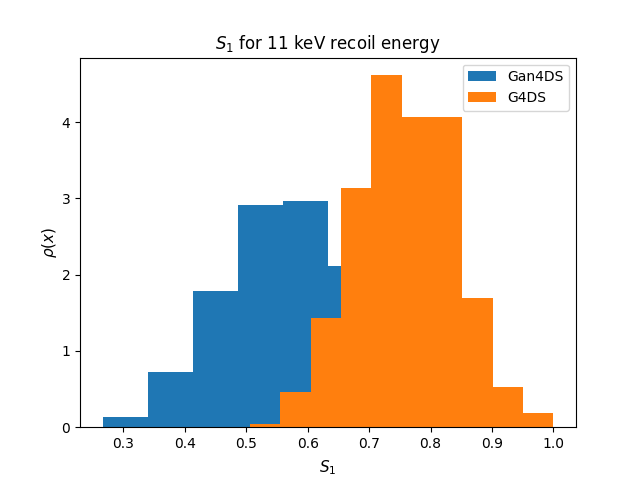 S₁ for 11 keV recoil energy
Gan4DS
G4DS
ρ(x)
4
3
2
1
0
0.3 0.4 0.5 0.6 0.7 0.8 0.9 1.0
S₁